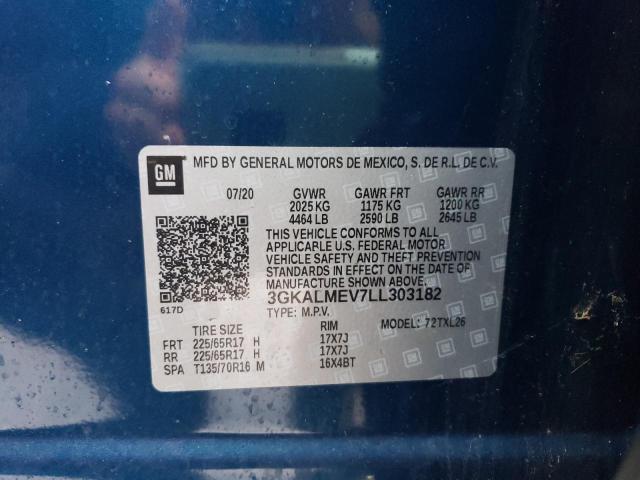 GM MFD BY GENERAL MOTORS DE MEXICO, S. DE R.L. DE C.V.
07/20 GVWR GAWR FRT GAWR RR
2025 KG 1175 KG 1200 KG
4464 LB 2590 LB 2645 LB
THIS VEHICLE CONFORMS TO ALL
APPLICABLE U.S. FEDERAL MOTOR
VEHICLE SAFETY AND THEFT PREVENTION
STANDARDS IN EFFECT ON THE DATE OF
MANUFACTURE SHOWN ABOVE.
617D 3GKALMEV7LL303182
TYPE: M.P.V. MODEL: 72TXL26
TIRE SIZE RIM
FRT 225/65R17 H 17X7J
RR 225/65R17 H 17X7J
SPA T135/70R16 M 16X4BT